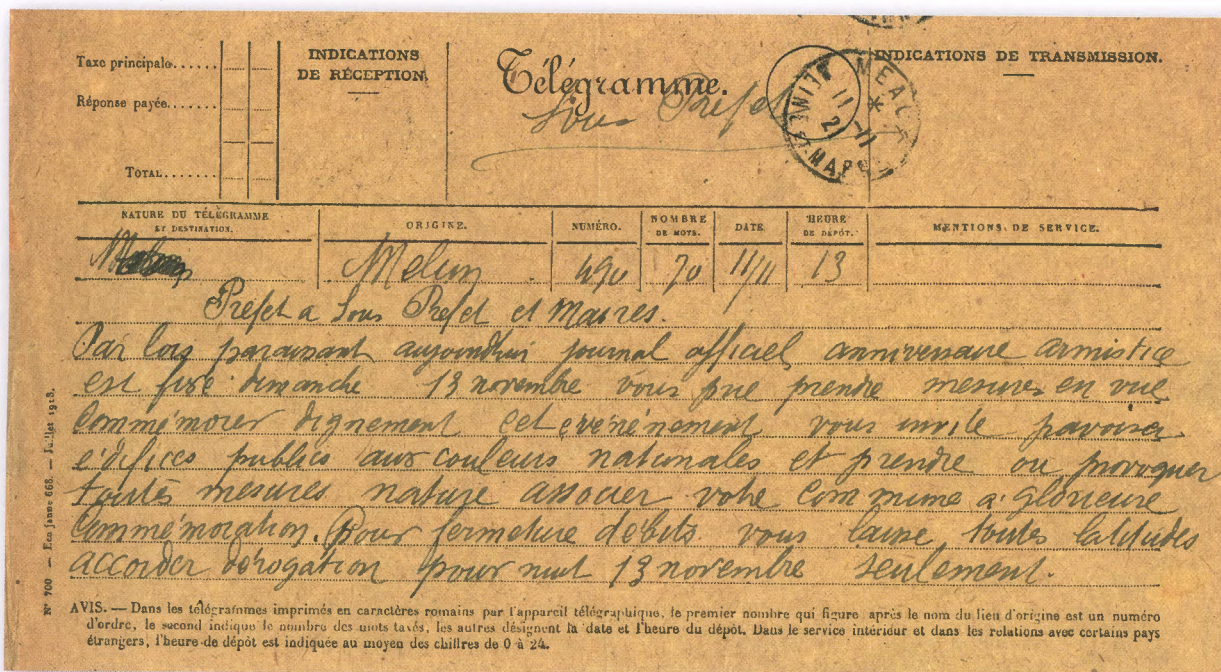 Taxe principale......
Réponse payée.......
TOTAL.......
INDICATIONS
DE RÉCEPTION.
Télégramme.
Sous Préfet
MEAUX
11-11
21
INDICATIONS DE TRANSMISSION.
NATURE DU TÉLÉGRAMME
ET DESTINATION.
ORIGINE.
NUMÉRO.
NOMBRE
DE MOTS.
DATE
HEURE
DE DÉPÔT.
MENTIONS DE SERVICE.
Melun 490 70 11/11 13
Préfet a Sous Préfet et Maires.
Par lois paraissant aujourdhui journal officiel anniversaire armistice
est fixé dimanche 13 novembre vous prie prendre mesures en vue
Commémorer dignement cet événement vous invite pavoiser
édifices publics aux couleurs nationales et prendre ou provoquer
toutes mesures nature associer votre Commune à glorieuse
Commémoration. Pour fermeture débits vous laisse toutes latitudes
accorder dérogation pour nuit 13 novembre seulement.
N° 700 — Ech Janne 668. — Juillet 1918.
AVIS. — Dans les télégrammes imprimés en caractères romains par l'appareil télégraphique, le premier nombre qui figure après le nom du lieu d'origine est un numéro
d'ordre, le second indique le nombre des mots taxés, les autres désignent la date et l'heure du dépôt. Dans le service intérieur et dans les relations avec certains pays
étrangers, l'heure de dépôt est indiquée au moyen des chiffres de 0 à 24.